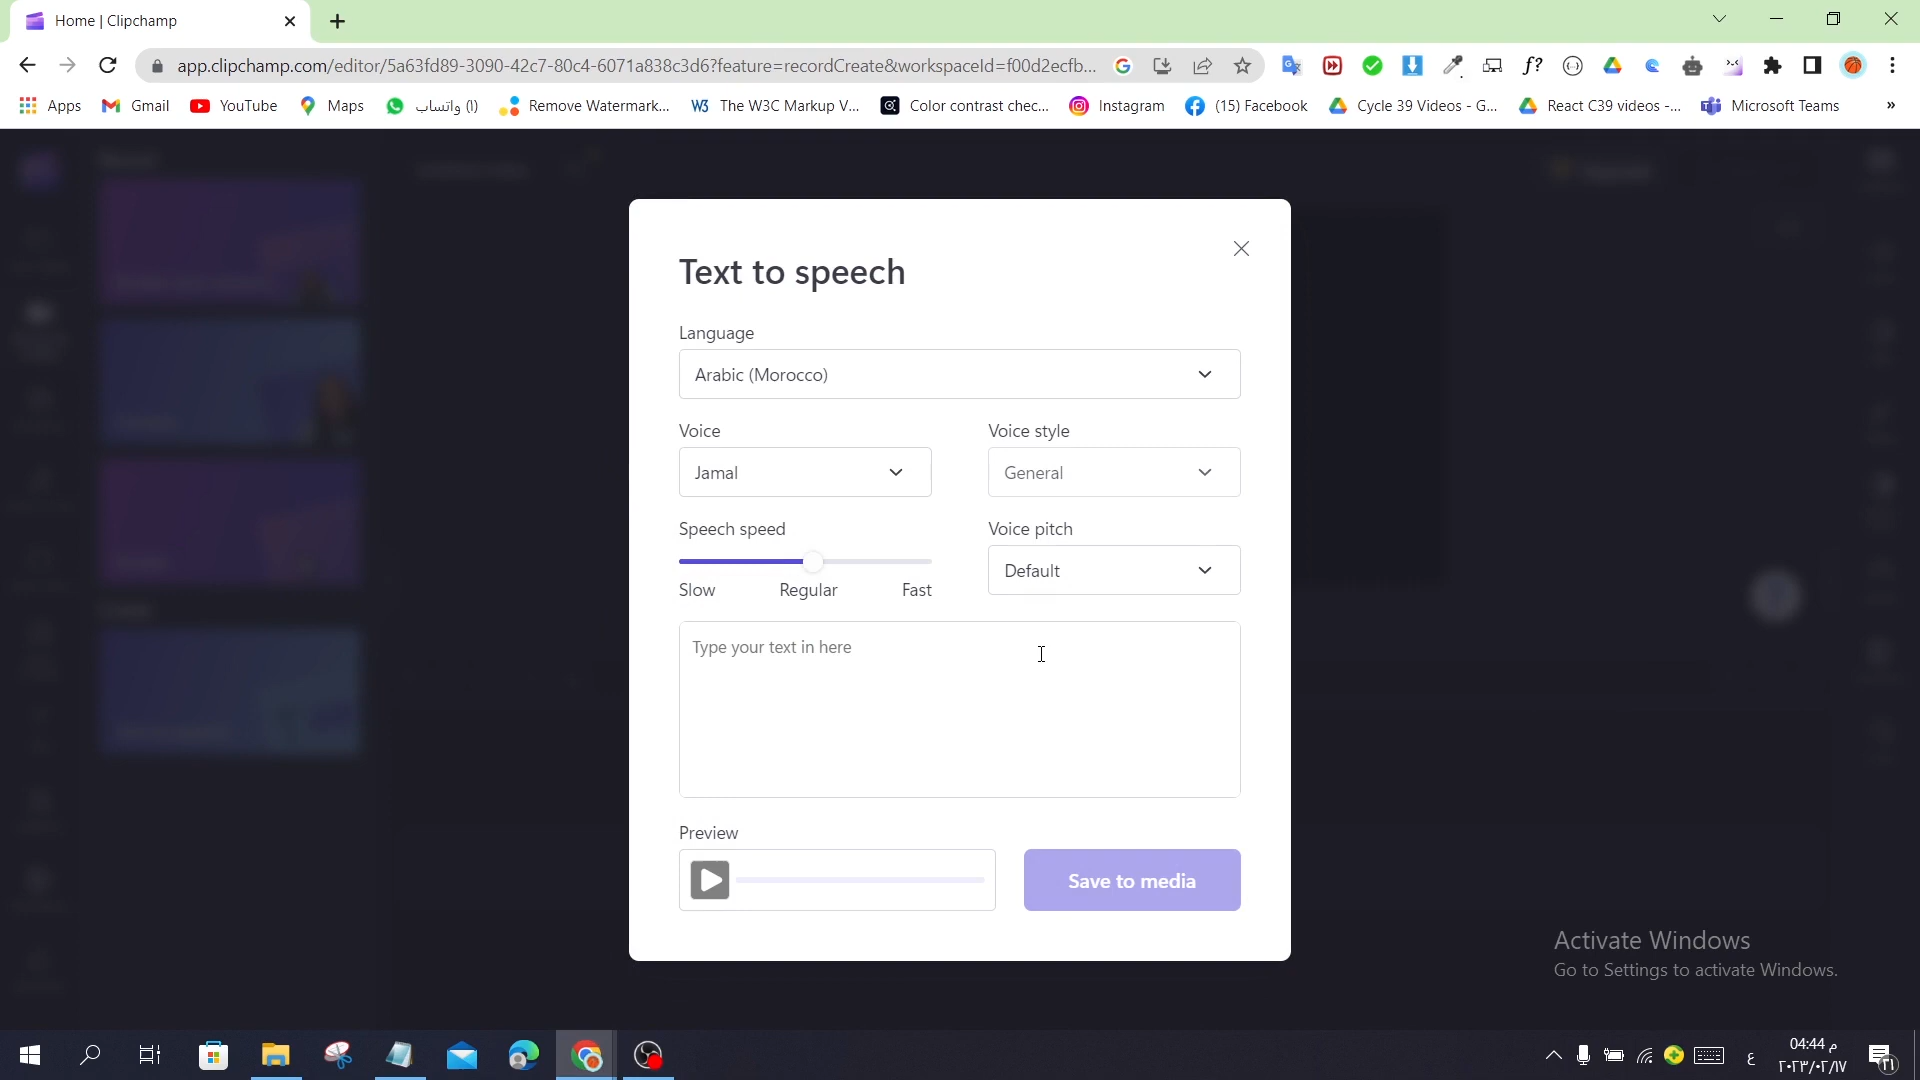 Home | Clipchamp
app.clipchamp.com/editor/5a63fd89-3090-42c7-80c4-6071a838c3d6?feature=recordCreate&workspaceId=f00d2ecfb...
Apps Gmail YouTube Maps (١) واتساب Remove Watermark... The W3C Markup V... Color contrast chec... Instagram (15) Facebook Cycle 39 Videos - G... React C39 videos -... Microsoft Teams »
Text to speech
Language
Arabic (Morocco)
Voice Voice style
Jamal General
Speech speed Voice pitch
Default
Slow Regular Fast
Type your text in here
Preview
Save to media
Activate Windows
Go to Settings to activate Windows.
ع
04:44 م
٢٠٢٣/٠٢/١٧
٢١